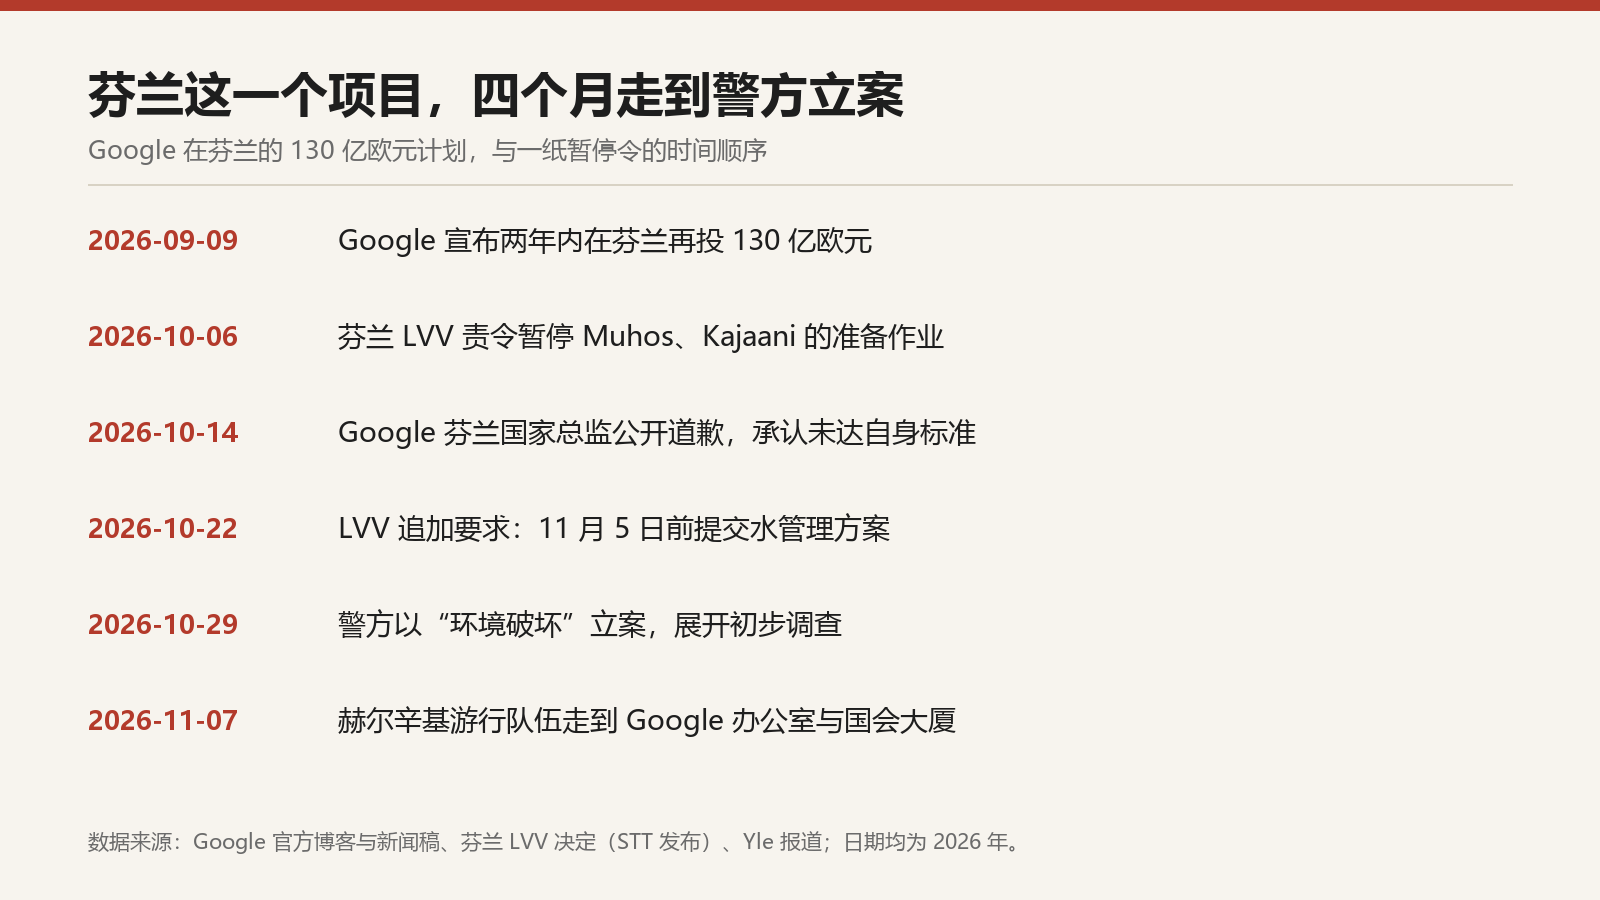 芬兰这一个项目，四个月走到警方立案
Google 在芬兰的 130 亿欧元计划，与一纸暂停令的时间顺序
2026-09-09 Google 宣布两年内在芬兰再投 130 亿欧元
2026-10-06 芬兰 LVV 责令暂停 Muhos、Kajaani 的准备作业
2026-10-14 Google 芬兰国家总监公开道歉，承认未达自身标准
2026-10-22 LVV 追加要求：11 月 5 日前提交水管理方案
2026-10-29 警方以“环境破坏”立案，展开初步调查
2026-11-07 赫尔辛基游行队伍走到 Google 办公室与国会大厦
数据来源：Google 官方博客与新闻稿、芬兰 LVV 决定（STT 发布）、Yle 报道；日期均为 2026 年。